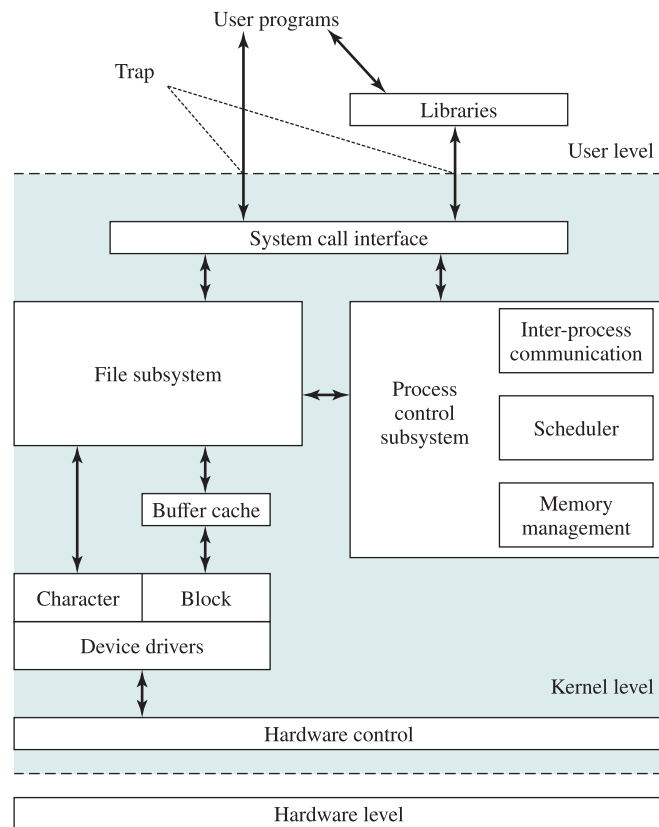 User programs
Trap
Libraries
User level
System call interface
Inter-process
communication
File subsystem
Process
control
subsystem
Scheduler
Memory
management
Buffer cache
Character
Block
Device drivers
Kernel level
Hardware control
Hardware level